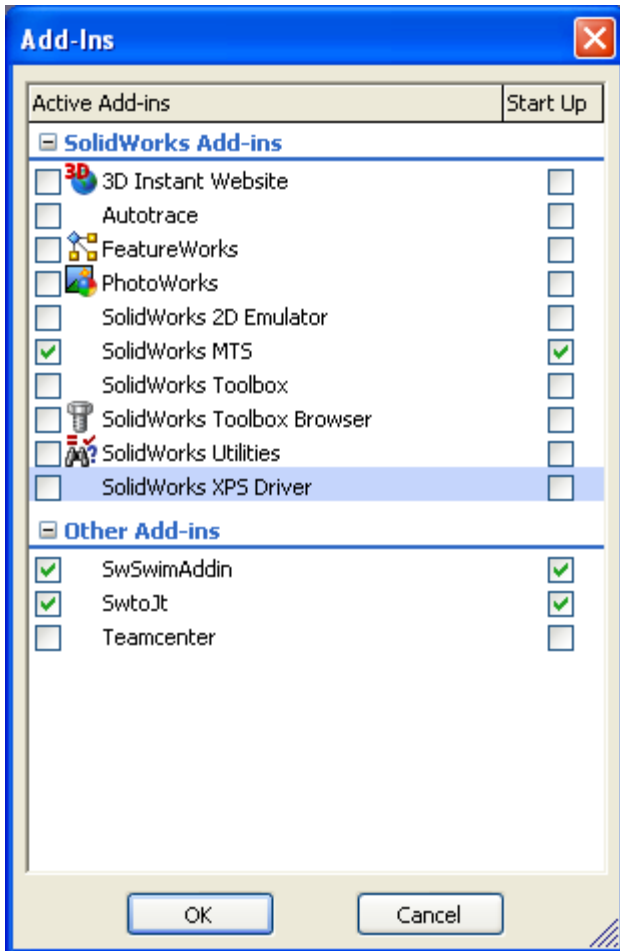 Add-Ins
Active Add-ins Start Up
SolidWorks Add-ins
3D 3D Instant Website
Autotrace
FeatureWorks
PhotoWorks
SolidWorks 2D Emulator
SolidWorks MTS
SolidWorks Toolbox
SolidWorks Toolbox Browser
SolidWorks Utilities
SolidWorks XPS Driver
Other Add-ins
SwSwimAddin
SwtoJt
Teamcenter
OK Cancel